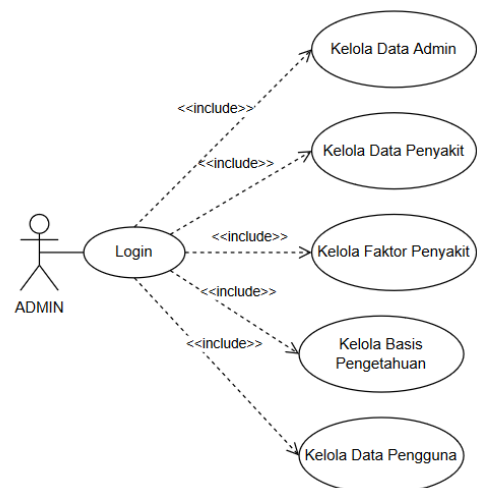 Kelola Data Admin
<<include>>
Kelola Data Penyakit
<<include>>
ADMIN
Login
<<include>>
Kelola Faktor Penyakit
<<include>>
Kelola Basis
Pengetahuan
<<include>>
Kelola Data Pengguna